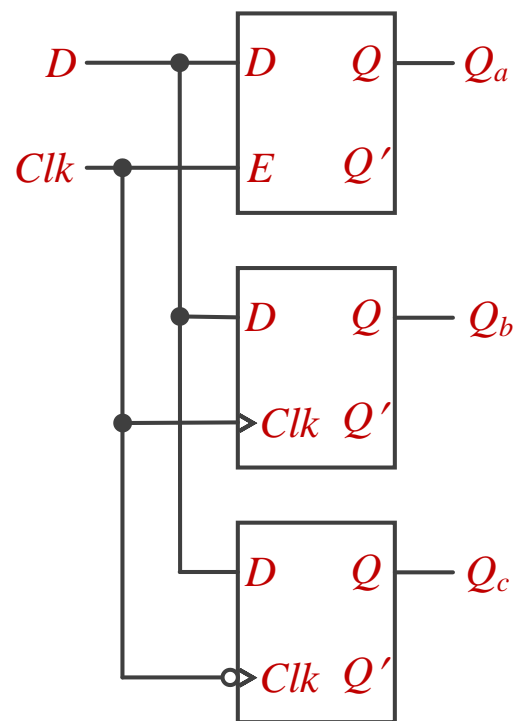 D D Q Qa
Clk E Q′
D Q Qb
Clk Q′
D Q Qc
Clk Q′